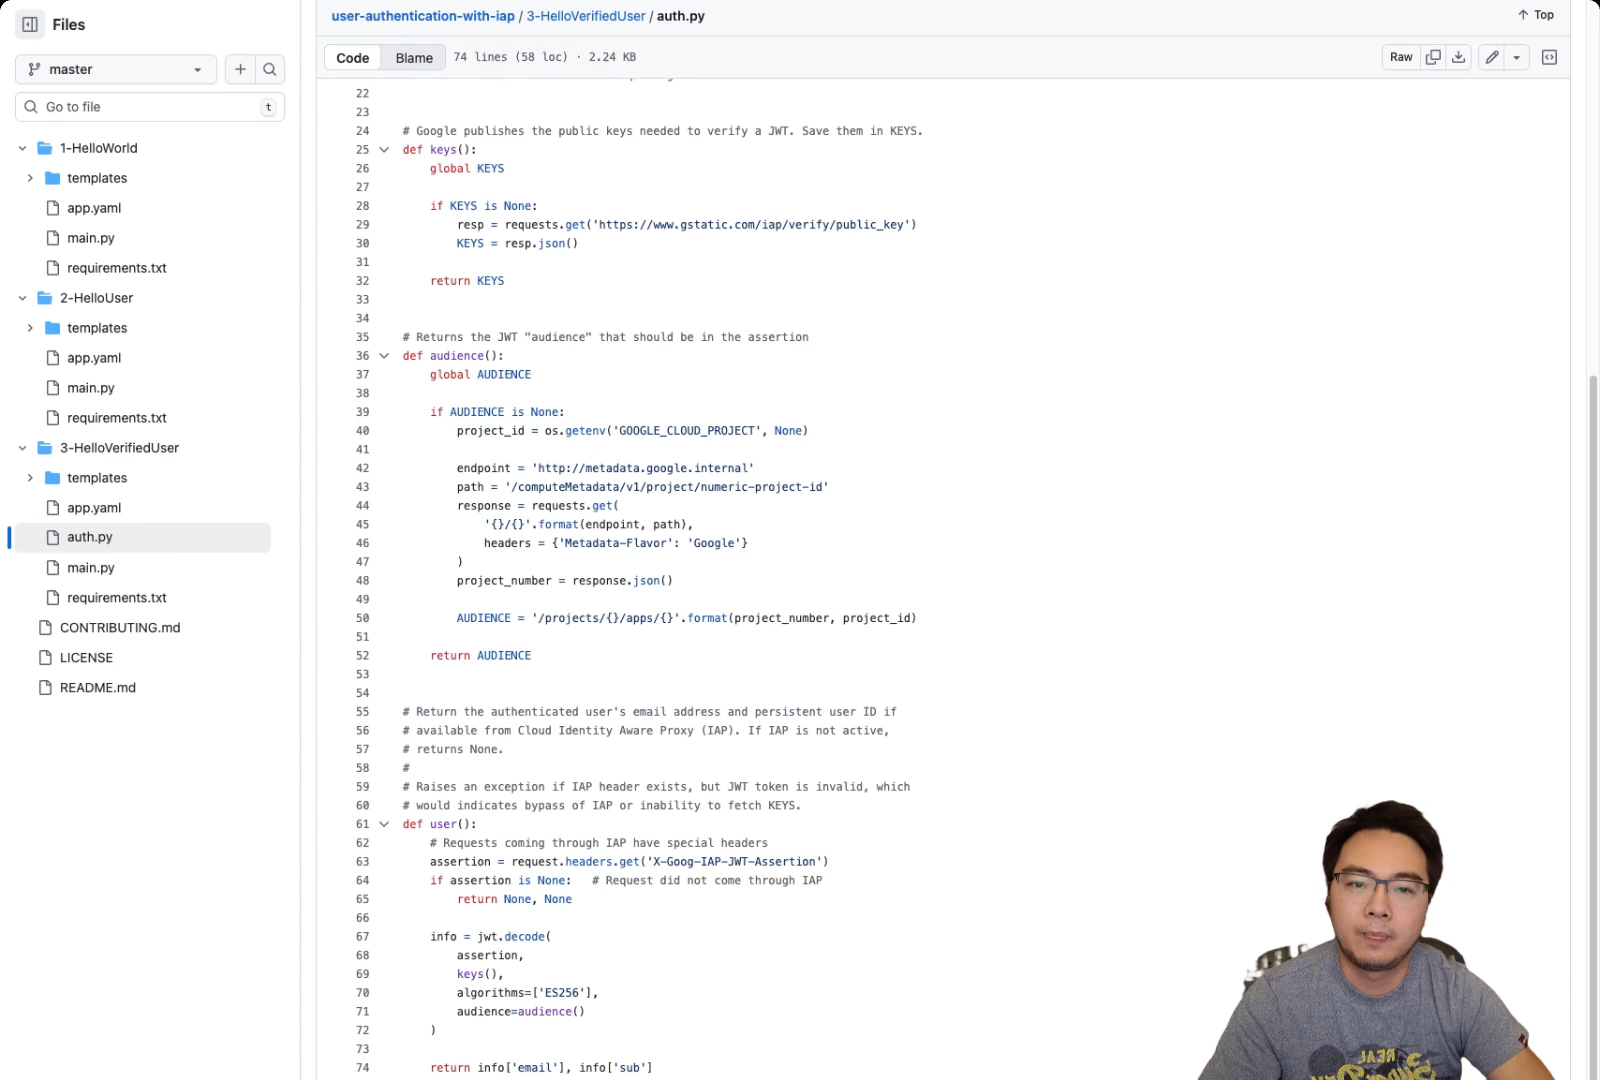 Files
user-authentication-with-iap / 3-HelloVerifiedUser / auth.py
Top
master
Go to file
t
Code Blame 74 lines (58 loc) · 2.24 KB
Raw
1-HelloWorld
templates
app.yaml
main.py
requirements.txt
2-HelloUser
templates
app.yaml
main.py
requirements.txt
3-HelloVerifiedUser
templates
app.yaml
auth.py
main.py
requirements.txt
CONTRIBUTING.md
LICENSE
README.md
22
23
24 # Google publishes the public keys needed to verify a JWT. Save them in KEYS.
25 def keys():
26 global KEYS
27
28 if KEYS is None:
29 resp = requests.get('https://www.gstatic.com/iap/verify/public_key')
30 KEYS = resp.json()
31
32 return KEYS
33
34
35 # Returns the JWT "audience" that should be in the assertion
36 def audience():
37 global AUDIENCE
38
39 if AUDIENCE is None:
40 project_id = os.getenv('GOOGLE_CLOUD_PROJECT', None)
41
42 endpoint = 'http://metadata.google.internal'
43 path = '/computeMetadata/v1/project/numeric-project-id'
44 response = requests.get(
45 '{}/{}'.format(endpoint, path),
46 headers = {'Metadata-Flavor': 'Google'}
47 )
48 project_number = response.json()
49
50 AUDIENCE = '/projects/{}/apps/{}'.format(project_number, project_id)
51
52 return AUDIENCE
53
54
55 # Return the authenticated user's email address and persistent user ID if
56 # available from Cloud Identity Aware Proxy (IAP). If IAP is not active,
57 # returns None.
58 #
59 # Raises an exception if IAP header exists, but JWT token is invalid, which
60 # would indicates bypass of IAP or inability to fetch KEYS.
61 def user():
62 # Requests coming through IAP have special headers
63 assertion = request.headers.get('X-Goog-IAP-JWT-Assertion')
64 if assertion is None: # Request did not come through IAP
65 return None, None
66
67 info = jwt.decode(
68 assertion,
69 keys(),
70 algorithms=['ES256'],
71 audience=audience()
72 )
73
74 return info['email'], info['sub']
REAL